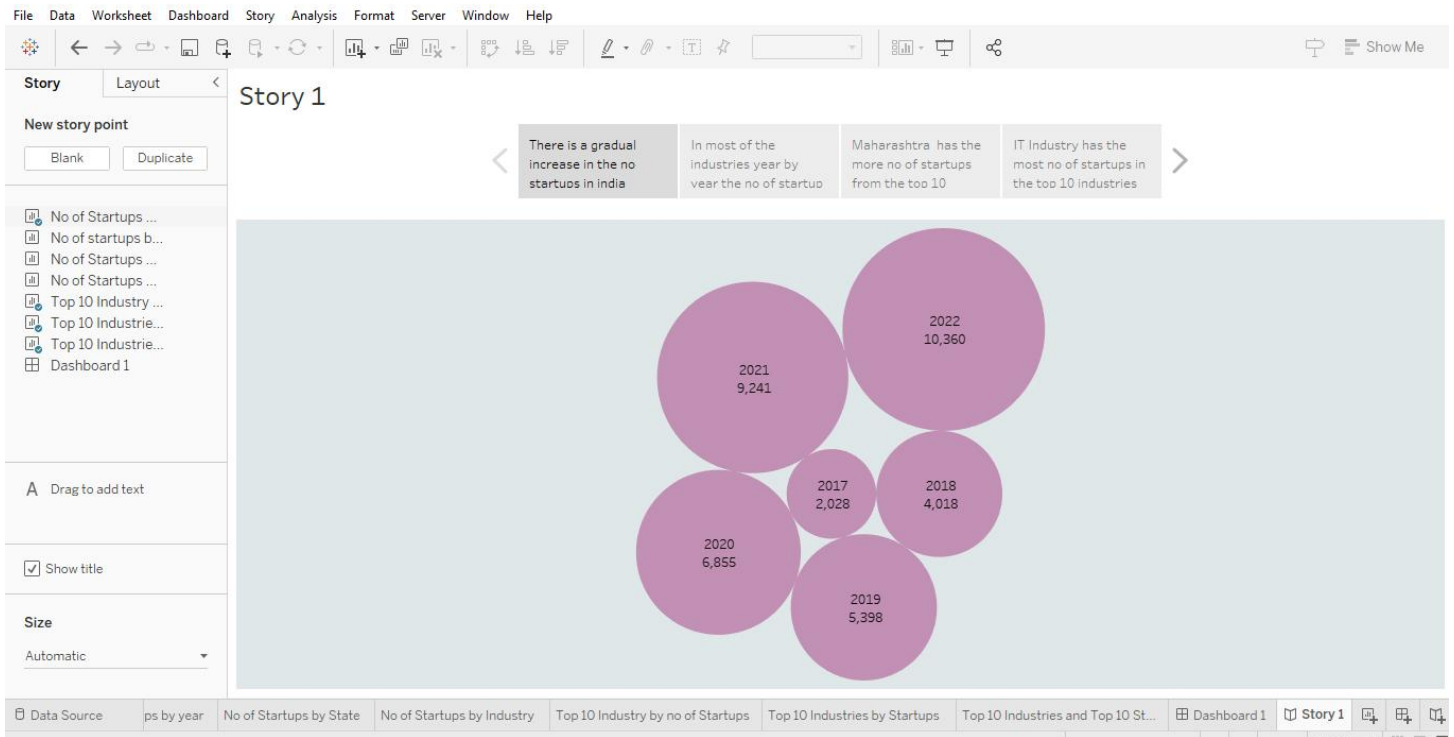 File Data Worksheet Dashboard Story Analysis Format Server Window Help
Show Me
Story Layout
New story point
Blank Duplicate
No of Startups ...
No of startups b...
No of Startups ...
No of Startups ...
Top 10 Industry ...
Top 10 Industrie...
Top 10 Industrie...
Dashboard 1
A Drag to add text
Show title
Size
Automatic
Story 1
There is a gradual
increase in the no
startups in india
In most of the
industries year by
year the no of startup
Maharashtra has the
more no of startups
from the top 10
IT Industry has the
most no of startups in
the top 10 industries
2022
10,360
2021
9,241
2017
2,028
2018
4,018
2020
6,855
2019
5,398
Data Source ps by year No of Startups by State No of Startups by Industry Top 10 Industry by no of Startups Top 10 Industries by Startups Top 10 Industries and Top 10 St... Dashboard 1 Story 1